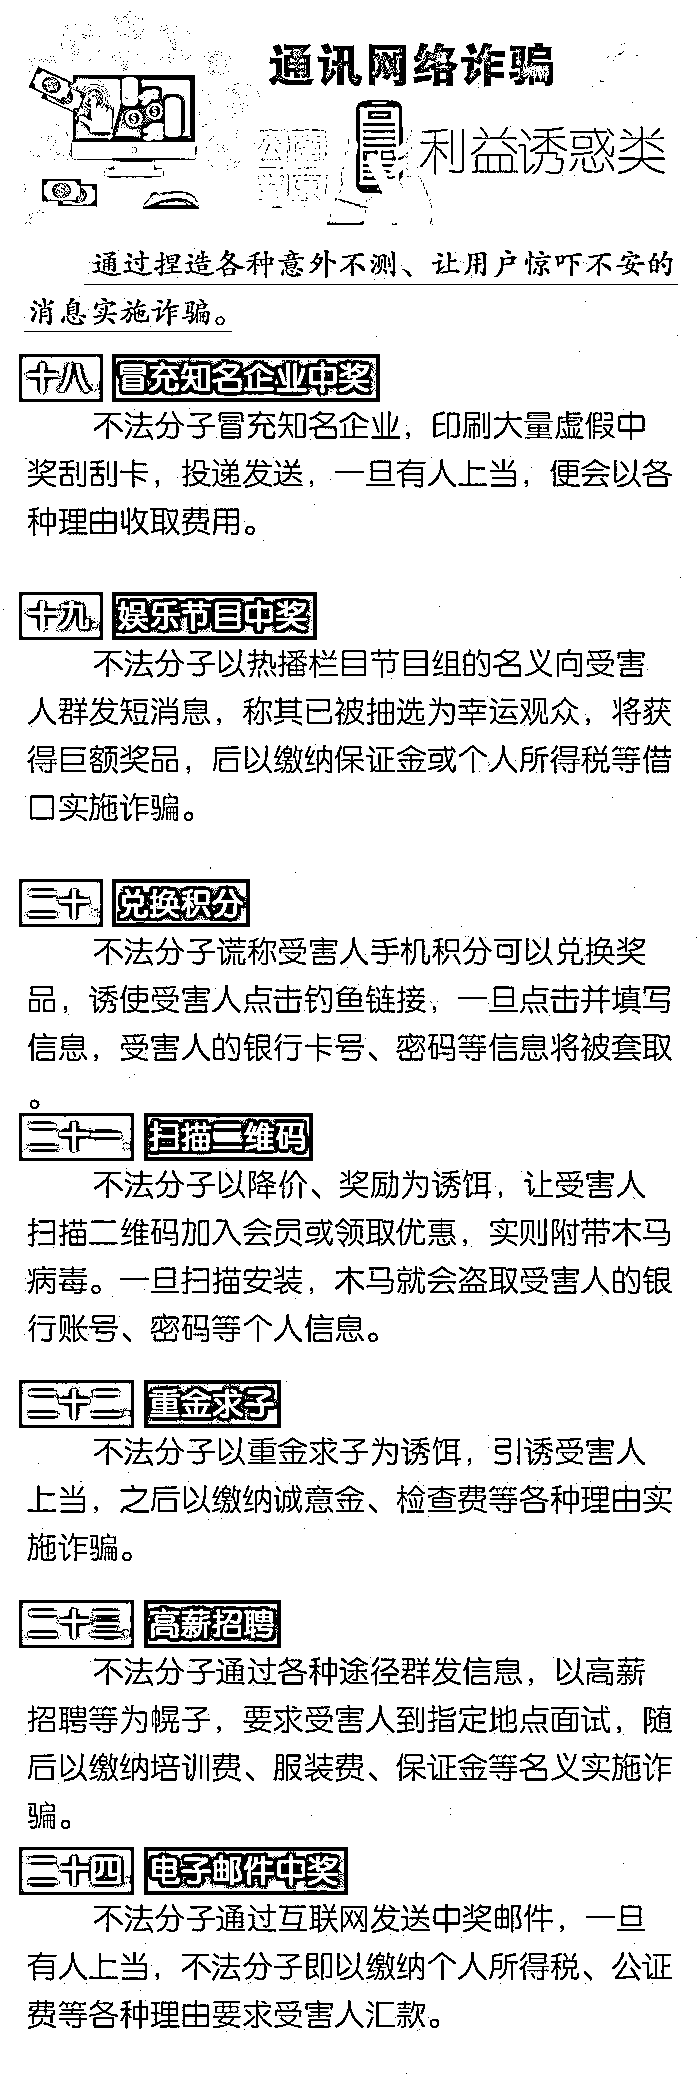 通讯网络诈骗
利益诱惑类
通过捏造各种意外不测、让用户惊吓不安的
消息实施诈骗。
十八 冒充知名企业中奖
不法分子冒充知名企业，印刷大量虚假中
奖刮刮卡，投递发送，一旦有人上当，便会以各
种理由收取费用。
十九 娱乐节目中奖
不法分子以热播栏目节目组的名义向受害
人群发短消息，称其已被抽选为幸运观众，将获
得巨额奖品，后以缴纳保证金或个人所得税等借
口实施诈骗。
二十 兑换积分
不法分子谎称受害人手机积分可以兑换奖
品，诱使受害人点击钓鱼链接，一旦点击并填写
信息，受害人的银行卡号、密码等信息将被套取
。
二十一 扫描二维码
不法分子以降价、奖励为诱饵，让受害人
扫描二维码加入会员或领取优惠，实则附带木马
病毒。一旦扫描安装，木马就会盗取受害人的银
行账号、密码等个人信息。
二十二 重金求子
不法分子以重金求子为诱饵，引诱受害人
上当，之后以缴纳诚意金、检查费等各种理由实
施诈骗。
二十三 高薪招聘
不法分子通过各种途径群发信息，以高薪
招聘等为幌子，要求受害人到指定地点面试，随
后以缴纳培训费、服装费、保证金等名义实施诈
骗。
二十四 电子邮件中奖
不法分子通过互联网发送中奖邮件，一旦
有人上当，不法分子即以缴纳个人所得税、公证
费等各种理由要求受害人汇款。